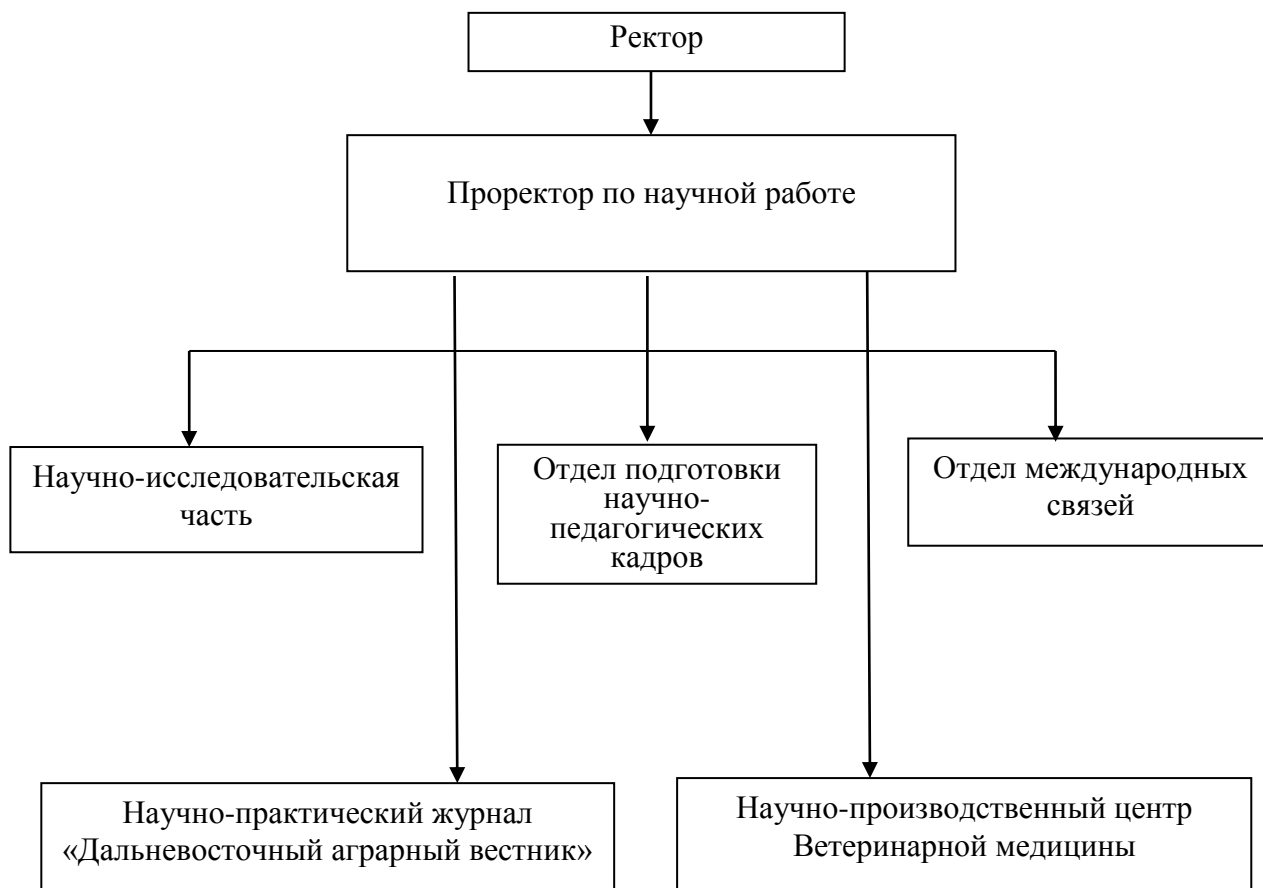 Ректор
Проректор по научной работе
Научно-исследовательская
часть
Отдел подготовки
научно-
педагогических
кадров
Отдел международных
связей
Научно-практический журнал
«Дальневосточный аграрный вестник»
Научно-производственный центр
Ветеринарной медицины